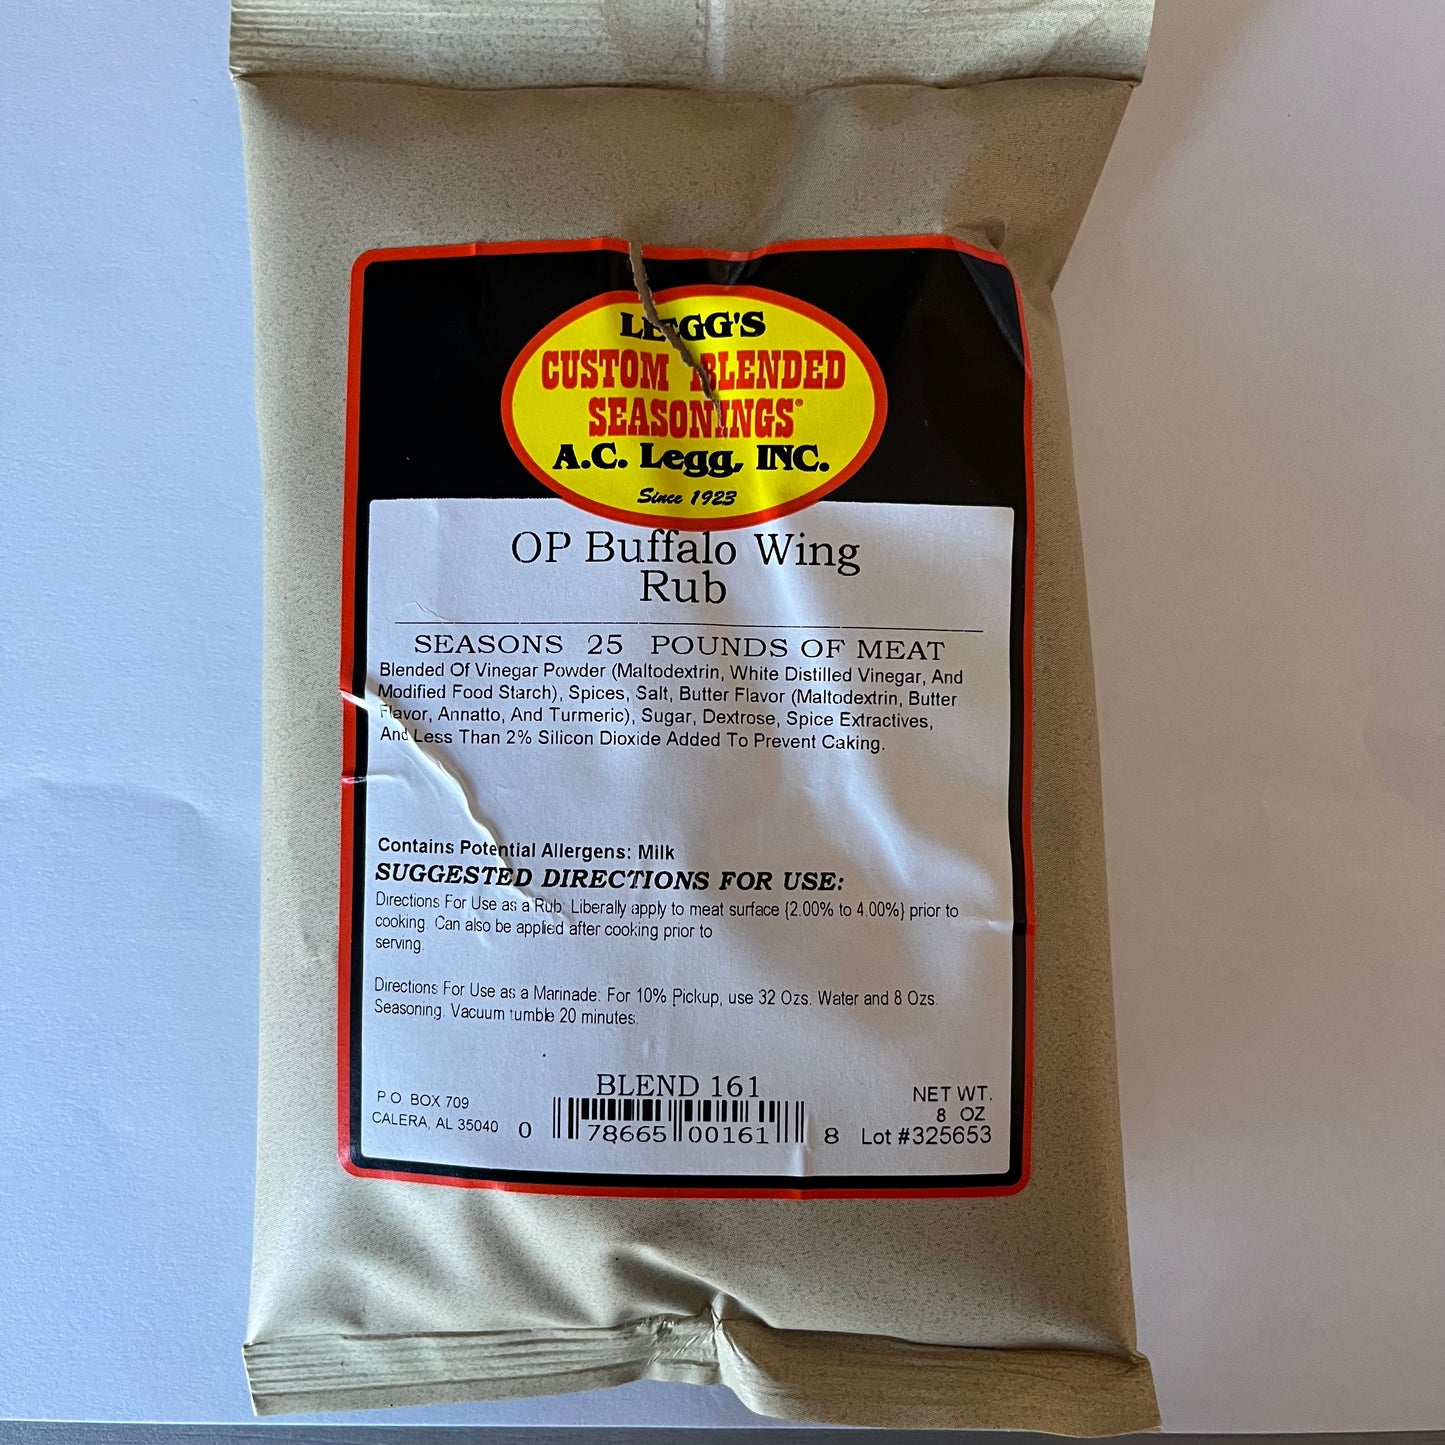 LEGG'S
CUSTOM BLENDED
SEASONINGS®
A.C. Legg, INC.
Since 1923
OP Buffalo Wing
Rub
SEASONS 25 POUNDS OF MEAT
Blended Of Vinegar Powder (Maltodextrin, White Distilled Vinegar, And
Modified Food Starch), Spices, Salt, Butter Flavor (Maltodextrin, Butter
Flavor, Annatto, And Turmeric), Sugar, Dextrose, Spice Extractives,
And Less Than 2% Silicon Dioxide Added To Prevent Caking.
Contains Potential Allergens: Milk
SUGGESTED DIRECTIONS FOR USE:
Directions For Use as a Rub: Liberally apply to meat surface {2.00% to 4.00%} prior to
cooking. Can also be applied after cooking prior to
serving.
Directions For Use as a Marinade: For 10% Pickup, use 32 Ozs. Water and 8 Ozs.
Seasoning. Vacuum tumble 20 minutes.
BLEND 161
P.O. BOX 709
CALERA, AL 35040
0 78665 00161 8
NET WT.
8 OZ
Lot #325653